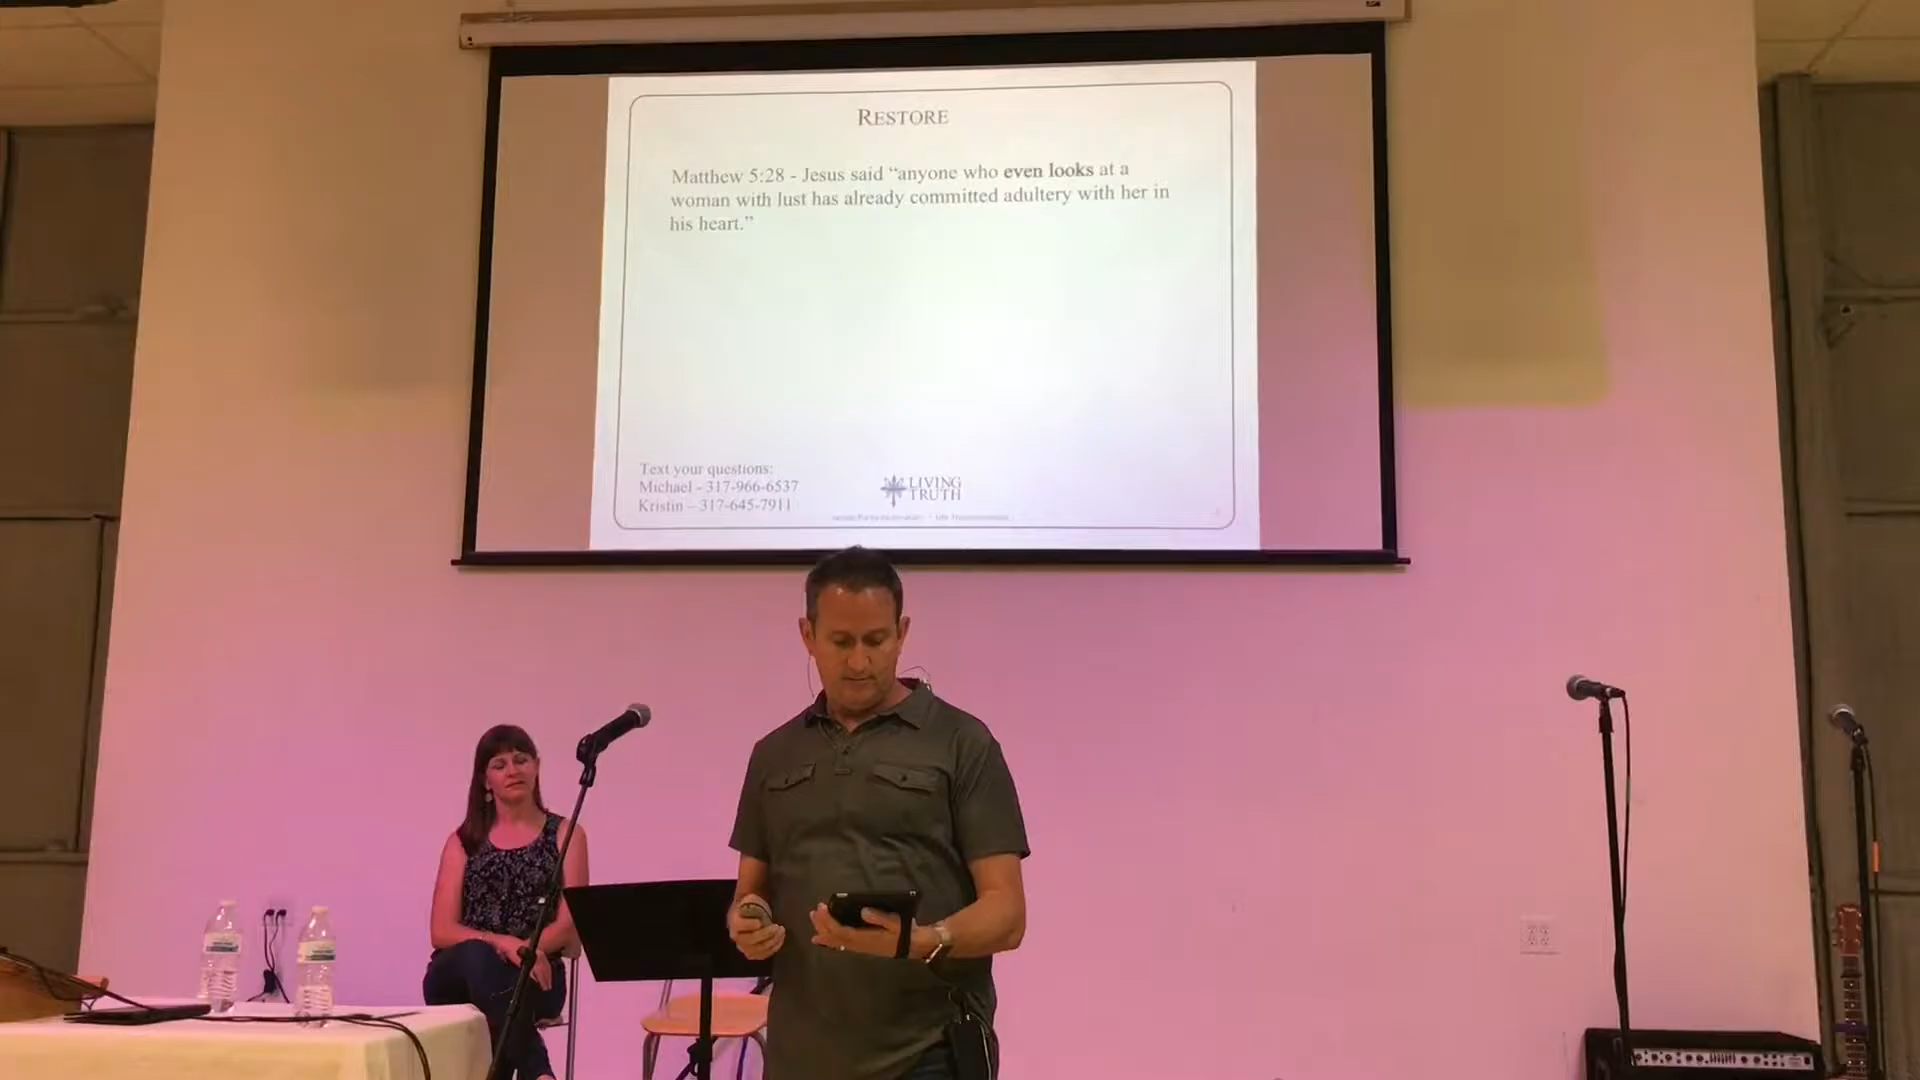 RESTORE
Matthew 5:28 - Jesus said “anyone who even looks at a
woman with lust has already committed adultery with her in
his heart.”
Text your questions:
Michael - 317-966-6537
Kristin – 317-645-7911
LIVING
TRUTH